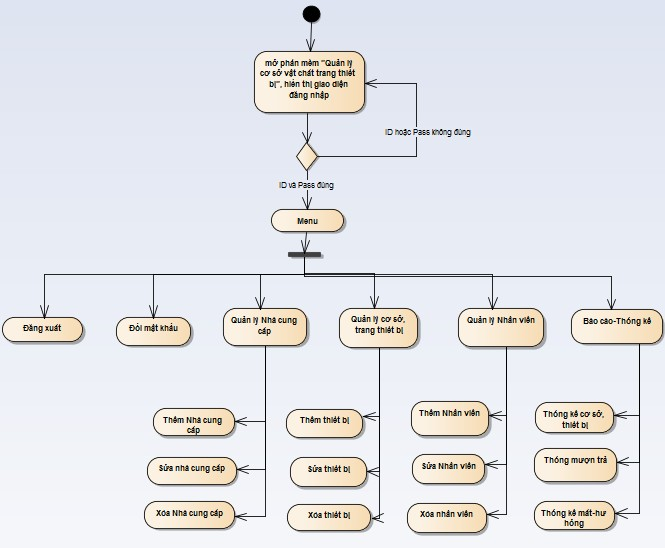 mở phần mềm "Quản lý
cơ sở vật chất trang thiết
bị", hiển thị giao diện
đăng nhập
ID hoặc Pass không đúng
ID và Pass đúng
Menu
Đăng xuất
Đổi mật khẩu
Quản lý Nhà cung
cấp
Quản lý cơ sở,
trang thiết bị
Quản lý Nhân viên
Báo cáo-Thống kê
Thêm Nhà cung
cấp
Thêm thiết bị
Thêm Nhân viên
Thống kê cơ sở,
thiết bị
Sửa nhà cung cấp
Sửa thiết bị
Sửa Nhân viên
Thống mượn trả
Xóa Nhà cung cấp
Xóa thiết bị
Xóa nhân viên
Thống kê mất-hư
hỏng